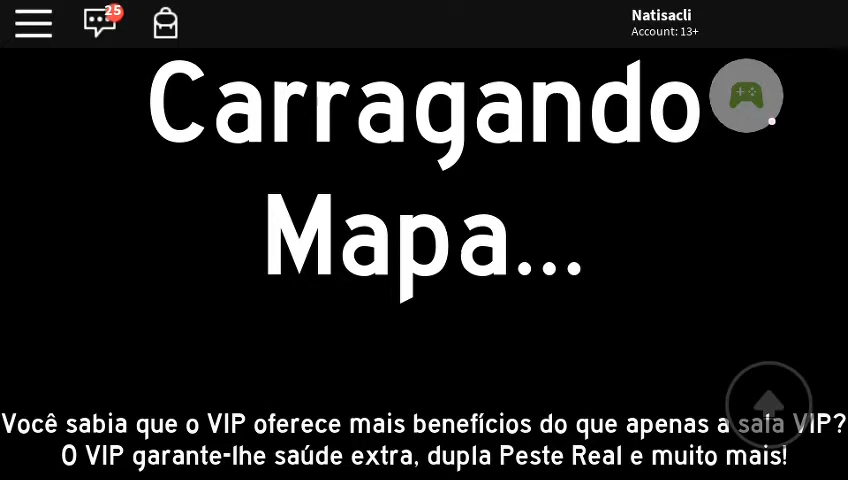 25
Natisacli
Account: 13+
Carragando
Mapa...
Você sabia que o VIP oferece mais benefícios do que apenas a sala VIP?
O VIP garante-lhe saúde extra, dupla Peste Real e muito mais!